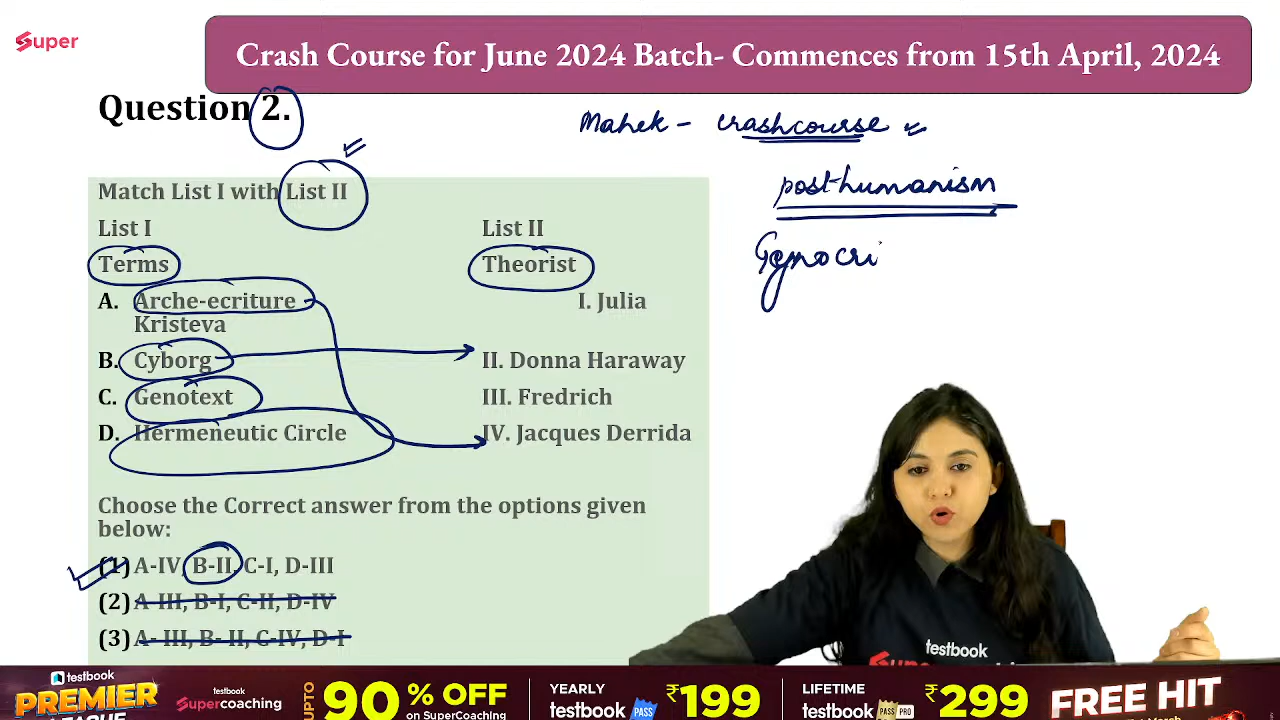 Super
Crash Course for June 2024 Batch- Commences from 15th April, 2024
Question 2.
Mahek - crashcourse
Match List I with List II
posthumanism
List I List II
Terms Theorist
Gynocri
A. Arche-ecriture I. Julia
Kristeva
B. Cyborg II. Donna Haraway
C. Genotext III. Fredrich
D. Hermeneutic Circle IV. Jacques Derrida
Choose the Correct answer from the options given
below:
(1) A-IV, B-II, C-I, D-III
(2) A-III, B-I, C-II, D-IV
(3) A- III, B- II, C-IV, D-I
testbook
Super
testbook
PREMIER
LEAGUE
testbook
Supercoaching
UPTO
90% OFF
on SuperCoaching
YEARLY
testbook PASS
₹199
LIFETIME
testbook PASS PRO
₹299
FREE HIT